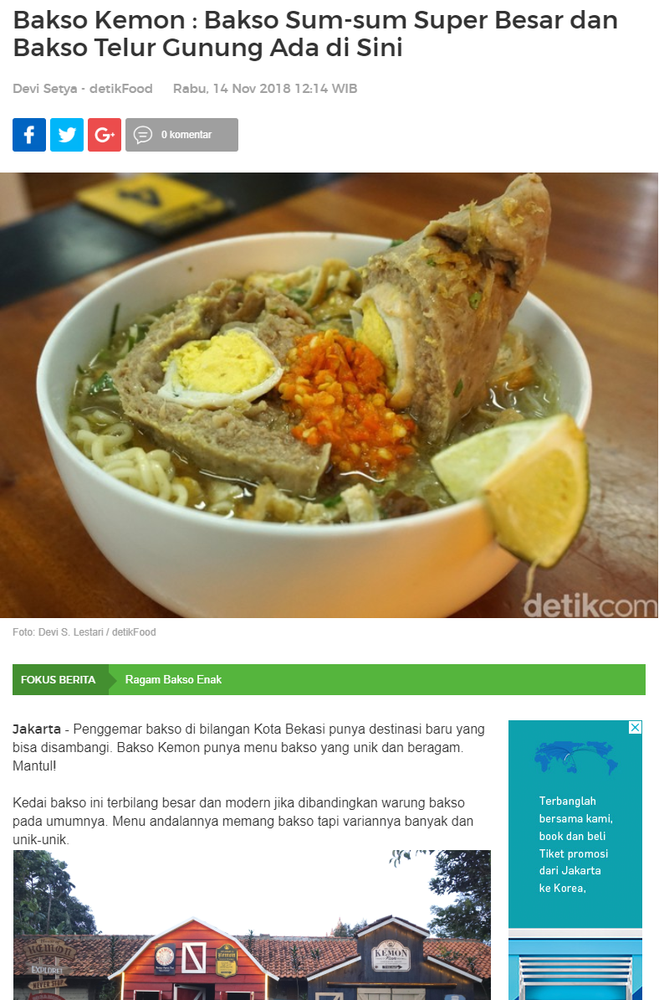 Bakso Kemon : Bakso Sum-sum Super Besar dan
Bakso Telur Gunung Ada di Sini
Devi Setya - detikFood Rabu, 14 Nov 2018 12:14 WIB
0 komentar
detikcom
Foto: Devi S. Lestari / detikFood
FOKUS BERITA Ragam Bakso Enak
Jakarta - Penggemar bakso di bilangan Kota Bekasi punya destinasi baru yang
bisa disambangi. Bakso Kemon punya menu bakso yang unik dan beragam.
Mantul!
Kedai bakso ini terbilang besar dan modern jika dibandingkan warung bakso
pada umumnya. Menu andalannya memang bakso tapi variannya banyak dan
unik-unik.
KEMON
EXPLORE!
KEMON
Terbanglah
bersama kami,
book dan beli
Tiket promosi
dari Jakarta
ke Korea,